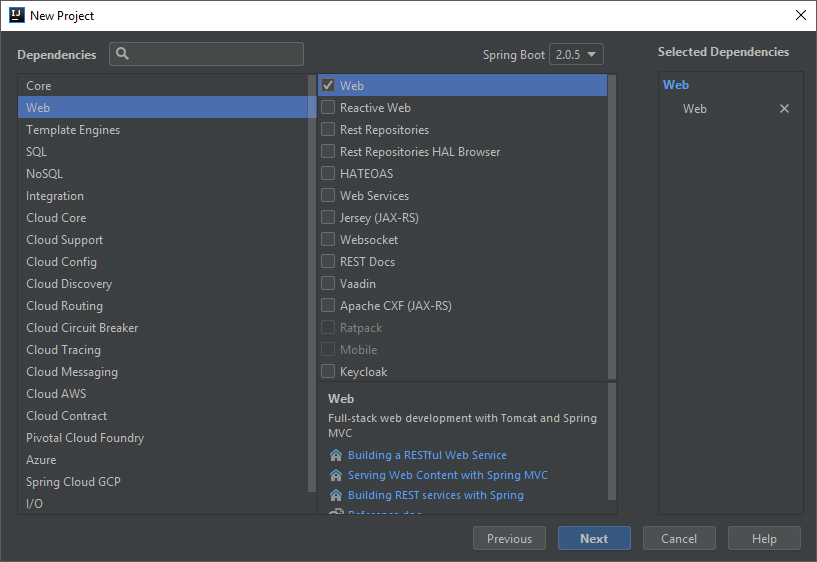 IJ New Project
Dependencies
Spring Boot 2.0.5
Selected Dependencies
Core
Web
Template Engines
SQL
NoSQL
Integration
Cloud Core
Cloud Support
Cloud Config
Cloud Discovery
Cloud Routing
Cloud Circuit Breaker
Cloud Tracing
Cloud Messaging
Cloud AWS
Cloud Contract
Pivotal Cloud Foundry
Azure
Spring Cloud GCP
I/O
Web
Reactive Web
Rest Repositories
Rest Repositories HAL Browser
HATEOAS
Web Services
Jersey (JAX-RS)
Websocket
REST Docs
Vaadin
Apache CXF (JAX-RS)
Ratpack
Mobile
Keycloak
Web
Full-stack web development with Tomcat and Spring
MVC
Building a RESTful Web Service
Serving Web Content with Spring MVC
Building REST services with Spring
Reference doc
Web
Web
Previous
Next
Cancel
Help